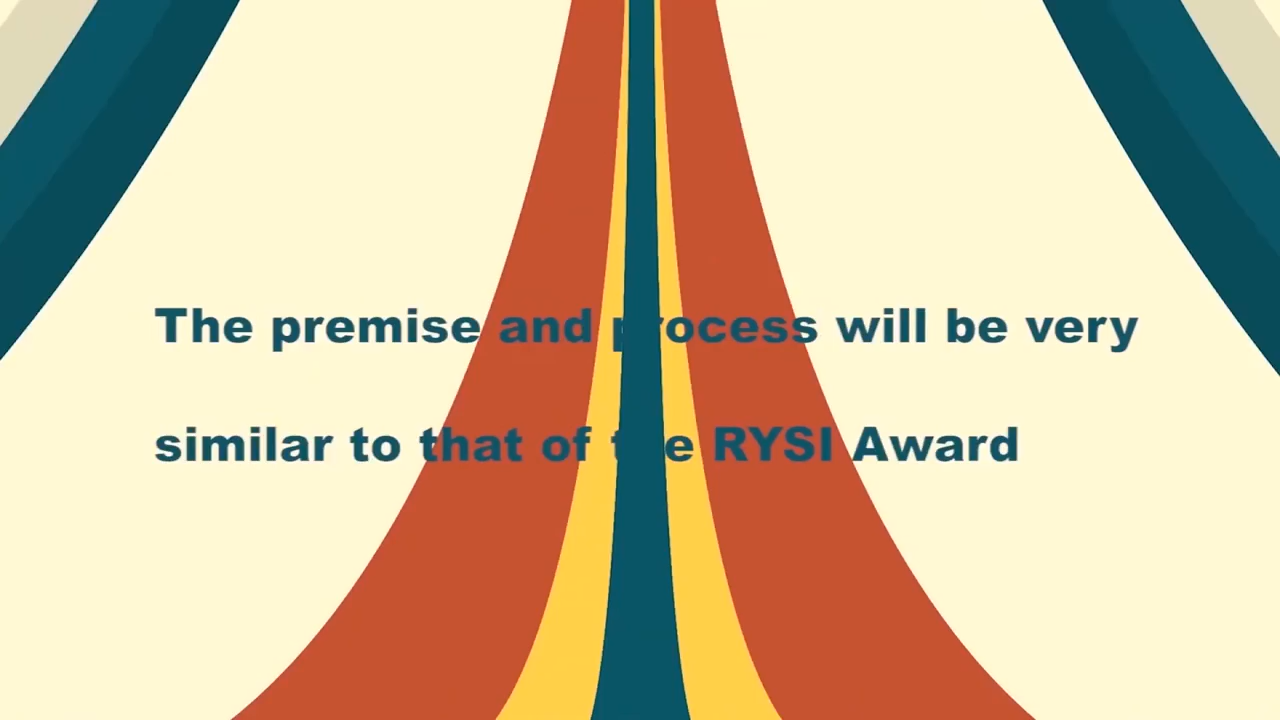 The premise and process will be very
similar to that of the RYSI Award